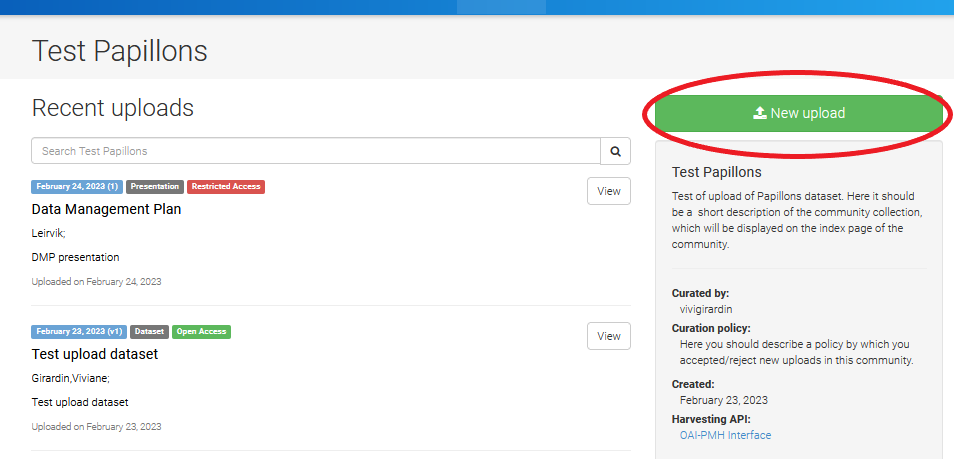 Test Papillons
Recent uploads
Search Test Papillons
February 24, 2023 (1) Presentation Restricted Access
View
Data Management Plan
Leirvik;
DMP presentation
Uploaded on February 24, 2023
February 23, 2023 (v1) Dataset Open Access
View
Test upload dataset
Girardin,Viviane;
Test upload dataset
Uploaded on February 23, 2023
New upload
Test Papillons
Test of upload of Papillons dataset. Here it should
be a short description of the community collection,
which will be displayed on the index page of the
community.
Curated by:
vivigirardin
Curation policy:
Here you should describe a policy by which you
accepted/reject new uploads in this community.
Created:
February 23, 2023
Harvesting API:
OAI-PMH Interface